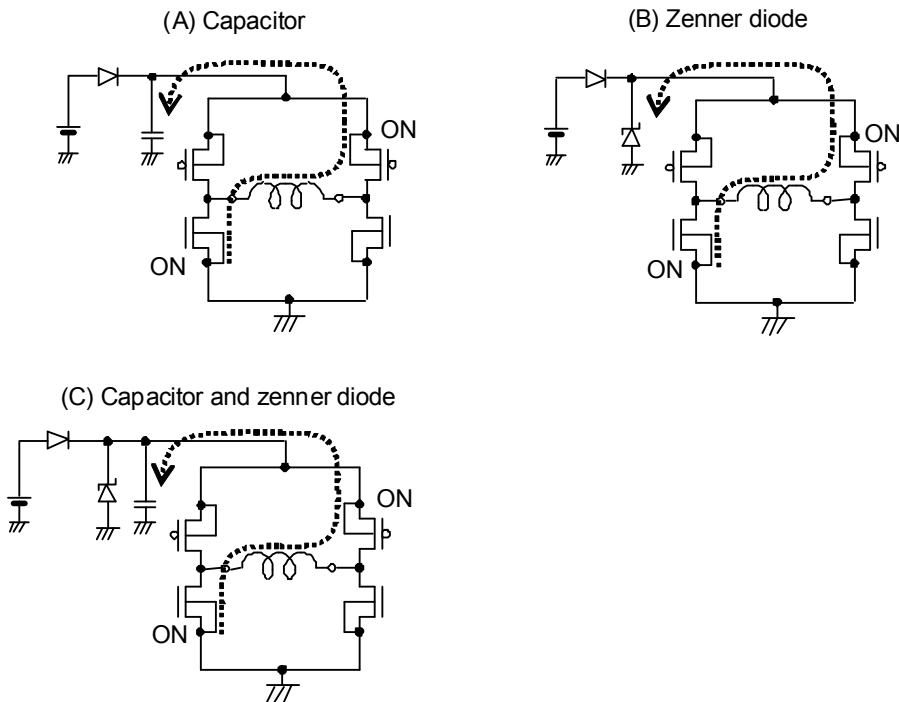 (A) Capacitor
(B) Zenner diode
ON
ON
ON
ON
(C) Capacitor and zenner diode
ON
ON